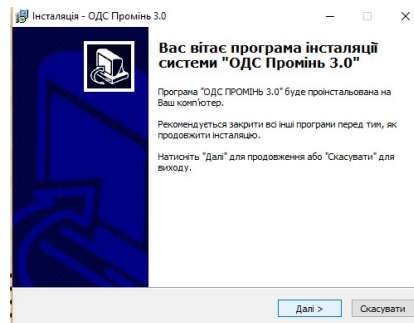 Інсталяція - ОДС Промінь 3.0
Вас вітає програма інсталяції
системи "ОДС Промінь 3.0"
Програма "ОДС ПРОМІНЬ 3.0" буде проінстальована на
Ваш комп'ютер.
Рекомендується закрити всі інші програми перед тим, як
продовжити інсталяцію.
Натисніть "Далі" для продовження або "Скасувати" для
виходу.
Далі >
Скасувати